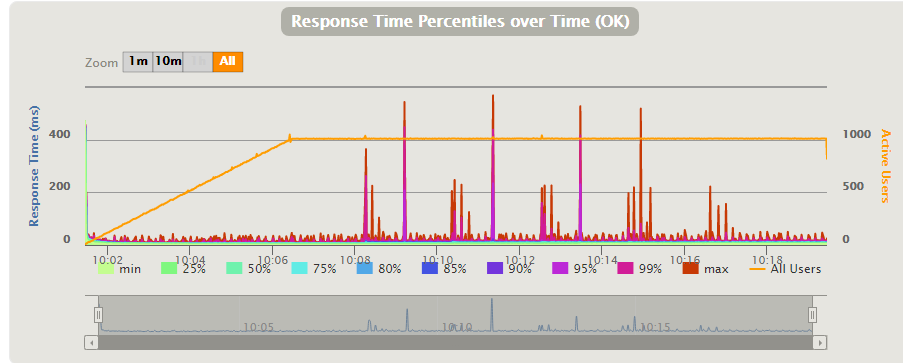 Response Time Percentiles over Time (OK)
Zoom 1m 10m 1h All
Response Time (ms)
400
200
0
1000
500
0
Active Users
10:02 10:04 10:06 10:08 10:10 10:12 10:14 10:16 10:18
min 25% 50% 75% 80% 85% 90% 95% 99% max All Users
10:05 10:10 10:15